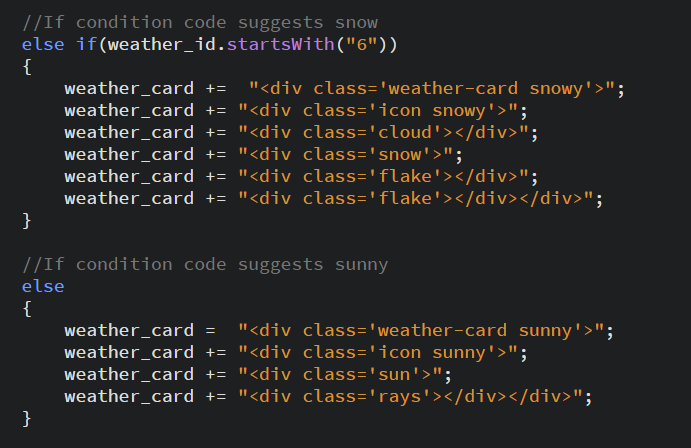 //If condition code suggests snow
else if(weather_id.startsWith("6"))
{
    weather_card +=  "<div class='weather-card snowy'>";
    weather_card += "<div class='icon snowy'>";
    weather_card += "<div class='cloud'></div>";
    weather_card += "<div class='snow'>";
    weather_card += "<div class='flake'></div>";
    weather_card += "<div class='flake'></div></div>";
}

//If condition code suggests sunny
else
{
    weather_card =  "<div class='weather-card sunny'>";
    weather_card += "<div class='icon sunny'>";
    weather_card += "<div class='sun'>";
    weather_card += "<div class='rays'></div></div>";
}